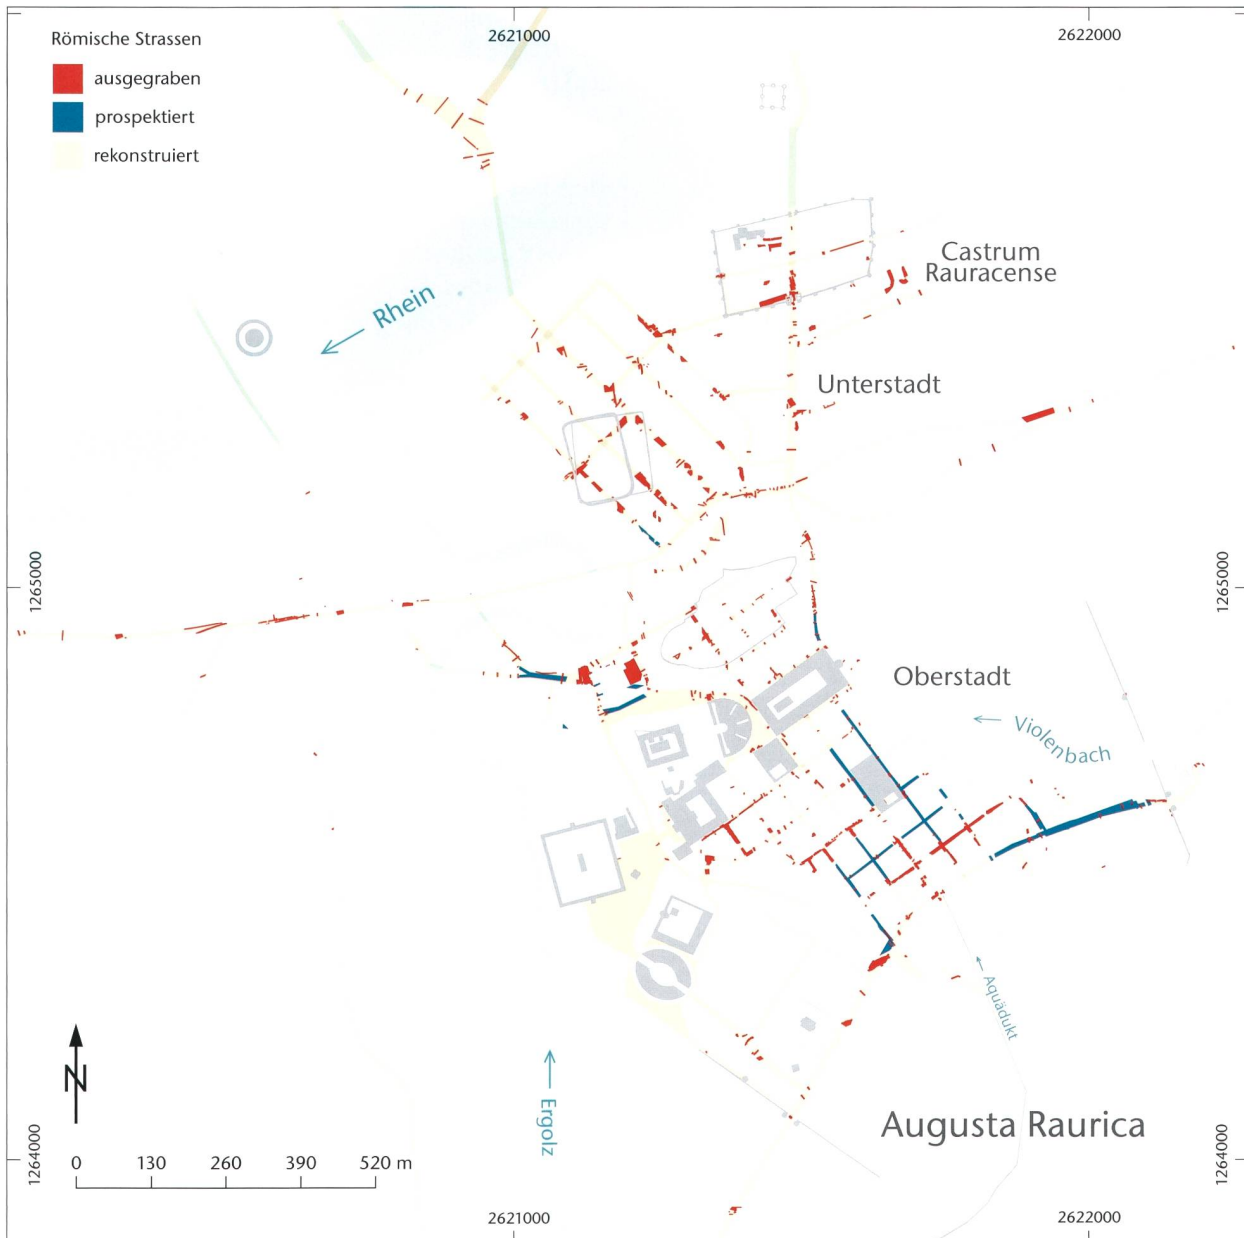 2621000
2622000
Römische Strassen
ausgegraben
prospektiert
rekonstruiert
Castrum
Rauracense
Rhein
Unterstadt
1265000
1265000
Oberstadt
Violenbach
Aquädukt
Ergolz
Augusta Raurica
N
1264000
1264000
0 130 260 390 520 m
2621000
2622000